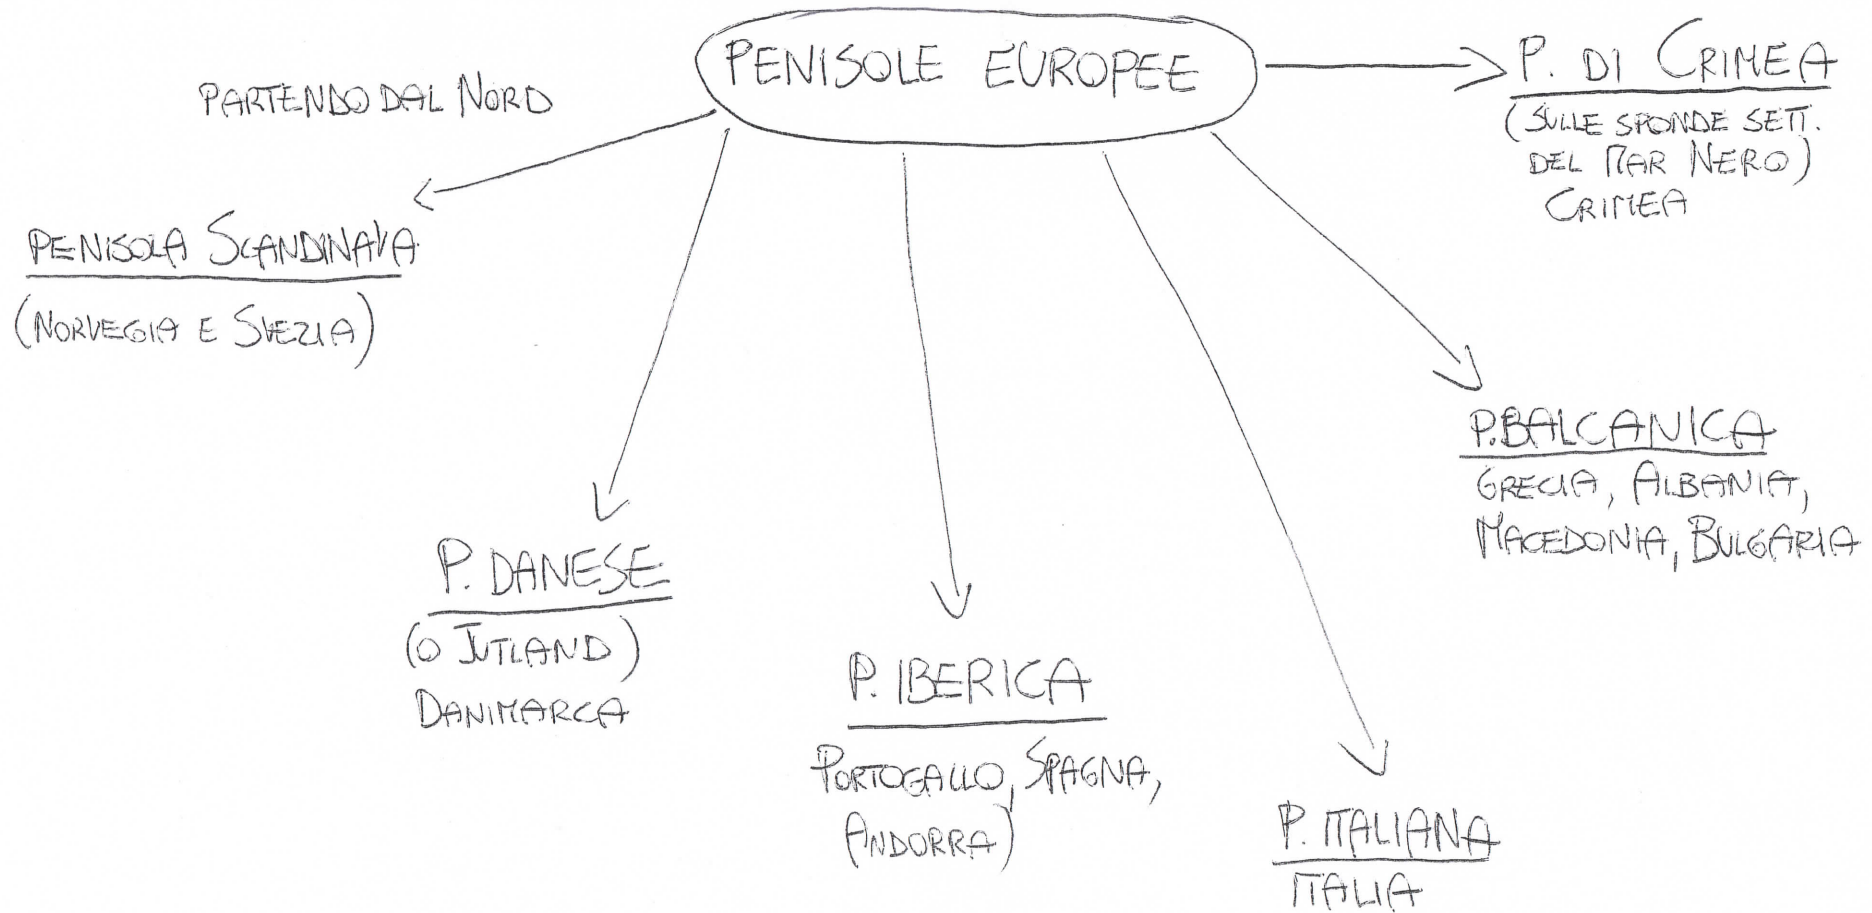 PENISOLE EUROPEE
PARTENDO DAL NORD
PENISOLA SCANDINAVA
(NORVEGIA E SVEZIA)
P. DANESE
(O JUTLAND)
DANIMARCA
P. IBERICA
PORTOGALLO, SPAGNA,
ANDORRA)
P. ITALIANA
ITALIA
P. BALCANICA
GRECIA, ALBANIA,
MACEDONIA, BULGARIA
P. DI CRIMEA
(SULLE SPONDE SETT.
DEL MAR NERO)
CRIMEA